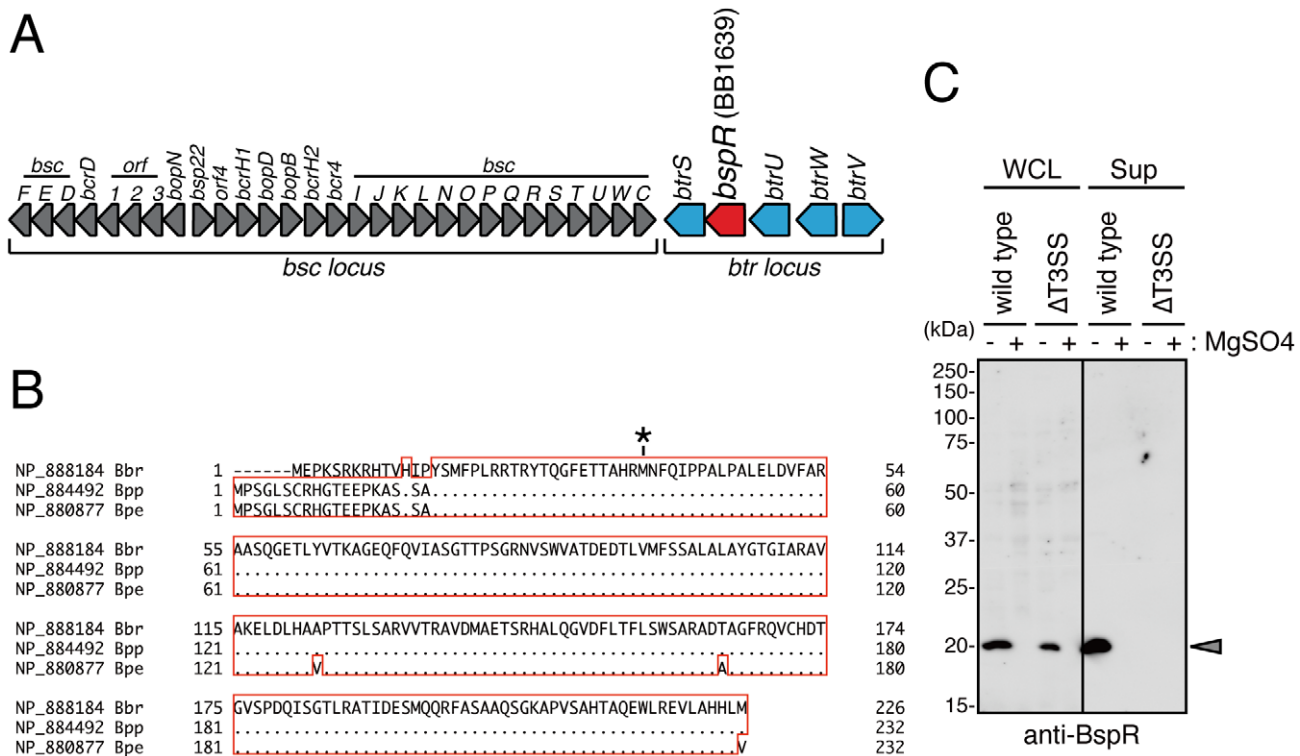 A
bsc
bcrD
orf
bopN
bsp22
orf4
bcrH1
bopD
bopB
bcrH2
bcr4
bsc
F E D 1 2 3 I J K L N O P Q R S T U W C
btrS
bspR (BB1639)
btrU
btrW
btrV
bsc locus
btr locus
B
*
NP_888184 Bbr 1 ------MEPKSRKRHTVHIPYSMFPLRRTRYTQGFETTAHRMNFQIPPALPALELDVFAR 54
NP_884492 Bpp 1 MPSGLSCRHGTEEPKAS.SA........................................ 60
NP_880877 Bpe 1 MPSGLSCRHGTEEPKAS.SA........................................ 60
NP_888184 Bbr 55 AASQGETLYVTKAGEQFQVIASGTTPSGRNVSWVATDEDTLVMFSSALALAYGTGIARAV 114
NP_884492 Bpp 61 ............................................................ 120
NP_880877 Bpe 61 ............................................................ 120
NP_888184 Bbr 115 AKELDLHAAPTTSLSARVVTRAVDMAETSRHALQGVDFLTFLSWSARADTAGFRQVCHDT 174
NP_884492 Bpp 121 ............................................................ 180
NP_880877 Bpe 121 ........V........................................A.......... 180
NP_888184 Bbr 175 GVSPDQISGTLRATIDESMQQRFASAAQSGKAPVSAHTAQEWLREVLAHHLM 226
NP_884492 Bpp 181 .................................................... 232
NP_880877 Bpe 181 ...................................................V 232
C
WCL Sup
wild type
ΔT3SS
wild type
ΔT3SS
(kDa) - + - + - + - + : MgSO4
250-
150-
100-
75-
50-
37-
25-
20-
15-
anti-BspR